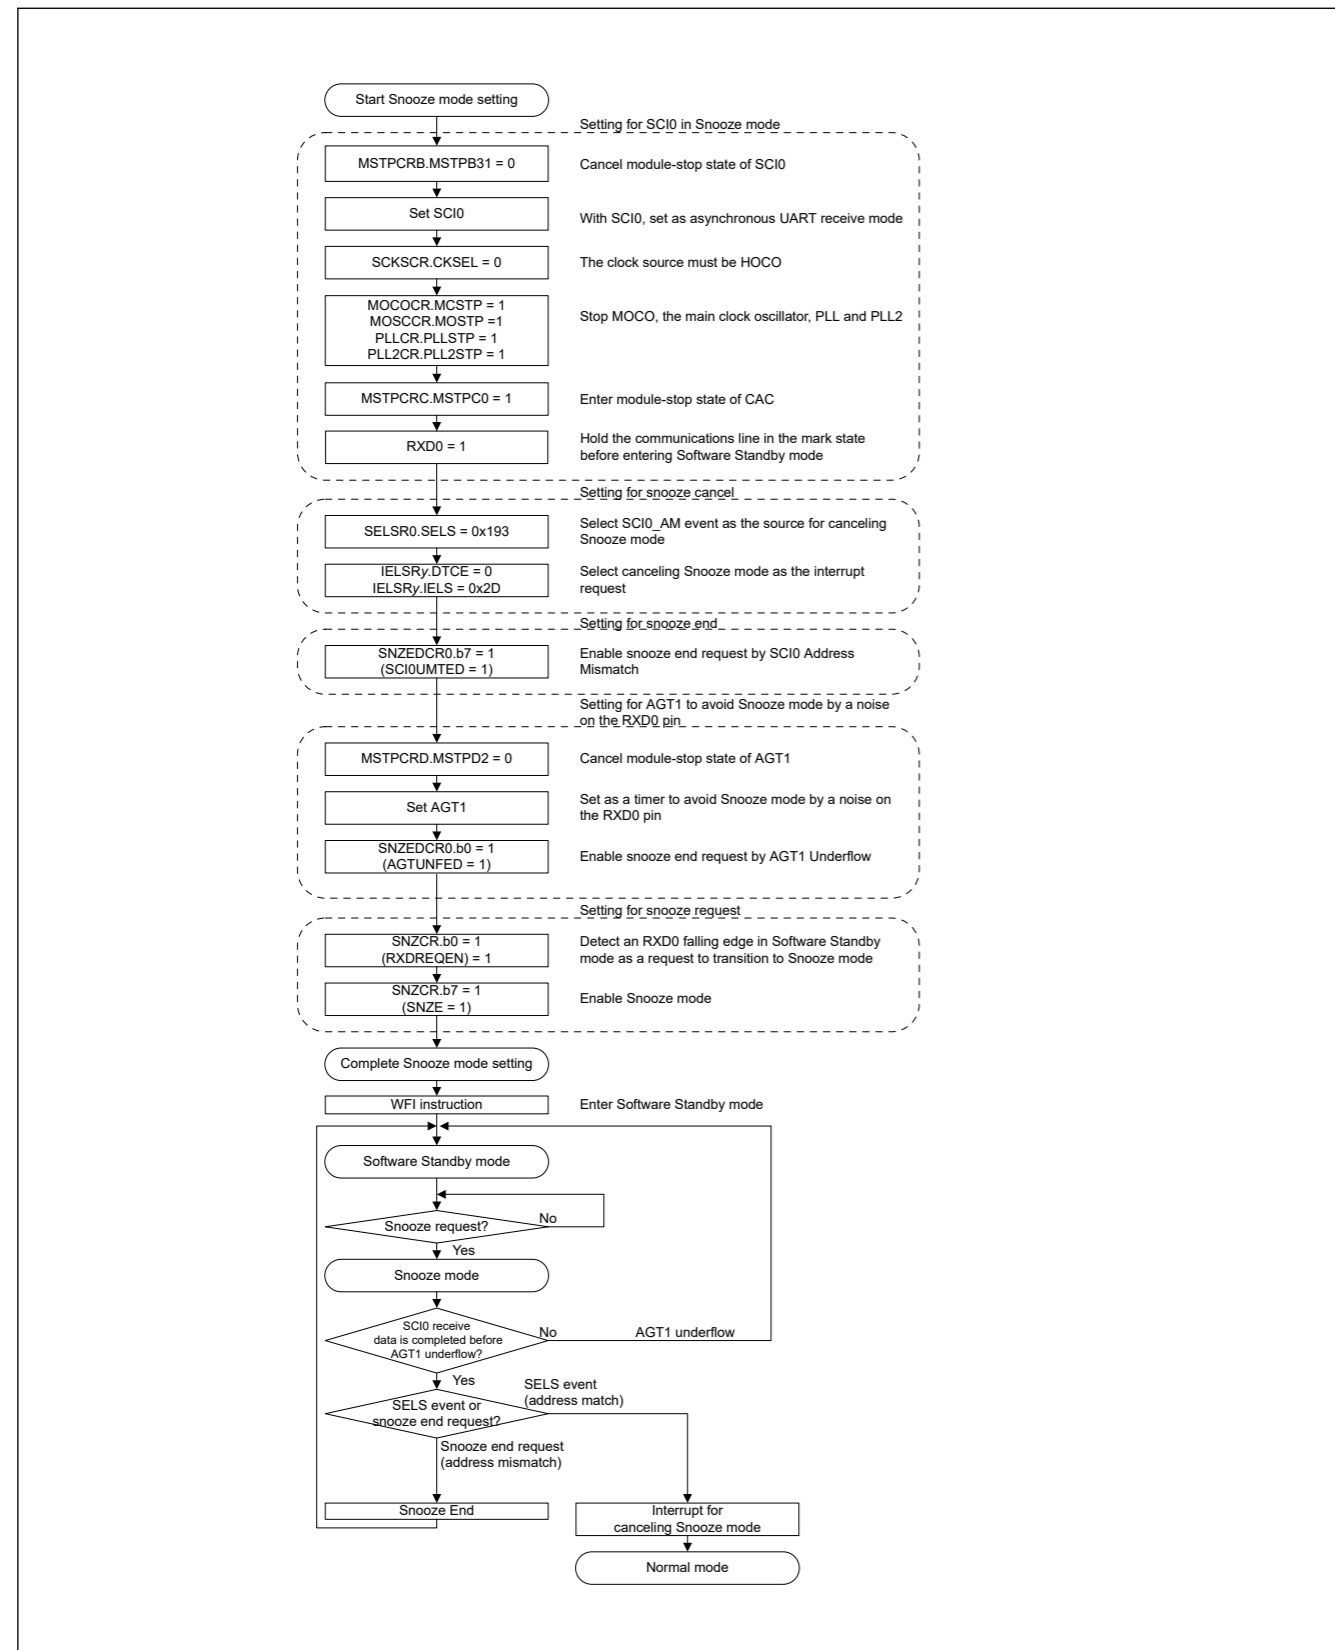 Start Snooze mode setting
Setting for SCI0 in Snooze mode
MSTPCRB.MSTPB31 = 0
Cancel module-stop state of SCI0
Set SCI0
With SCI0, set as asynchronous UART receive mode
SCKSCR.CKSEL = 0
The clock source must be HOCO
MOCOCR.MCSTP = 1
MOSCCR.MOSTP =1
PLLCR.PLLSTP = 1
PLL2CR.PLL2STP = 1
Stop MOCO, the main clock oscillator, PLL and PLL2
MSTPCRC.MSTPC0 = 1
Enter module-stop state of CAC
RXD0 = 1
Hold the communications line in the mark state
before entering Software Standby mode
Setting for snooze cancel
SELSR0.SELS = 0x193
Select SCI0_AM event as the source for canceling
Snooze mode
IELSRy.DTCE = 0
IELSRy.IELS = 0x2D
Select canceling Snooze mode as the interrupt
request
Setting for snooze end
SNZEDCR0.b7 = 1
(SCI0UMTED = 1)
Enable snooze end request by SCI0 Address
Mismatch
Setting for AGT1 to avoid Snooze mode by a noise
on the RXD0 pin
MSTPCRD.MSTPD2 = 0
Cancel module-stop state of AGT1
Set AGT1
Set as a timer to avoid Snooze mode by a noise on
the RXD0 pin
SNZEDCR0.b0 = 1
(AGTUNFED = 1)
Enable snooze end request by AGT1 Underflow
Setting for snooze request
SNZCR.b0 = 1
(RXDREQEN) = 1
Detect an RXD0 falling edge in Software Standby
mode as a request to transition to Snooze mode
SNZCR.b7 = 1
(SNZE = 1)
Enable Snooze mode
Complete Snooze mode setting
WFI instruction
Enter Software Standby mode
Software Standby mode
Snooze request?
No
Yes
Snooze mode
SCI0 receive
data is completed before
AGT1 underflow?
No
AGT1 underflow
Yes
SELS event or
snooze end request?
SELS event
(address match)
Snooze end request
(address mismatch)
Snooze End
Interrupt for
canceling Snooze mode
Normal mode